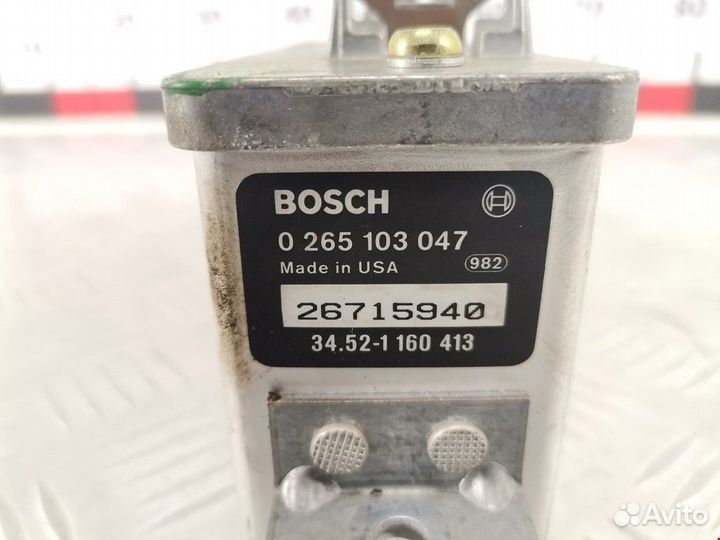 BOSCH
0 265 103 047
Made in USA 982
26715940
34.52-1 160 413
Avito